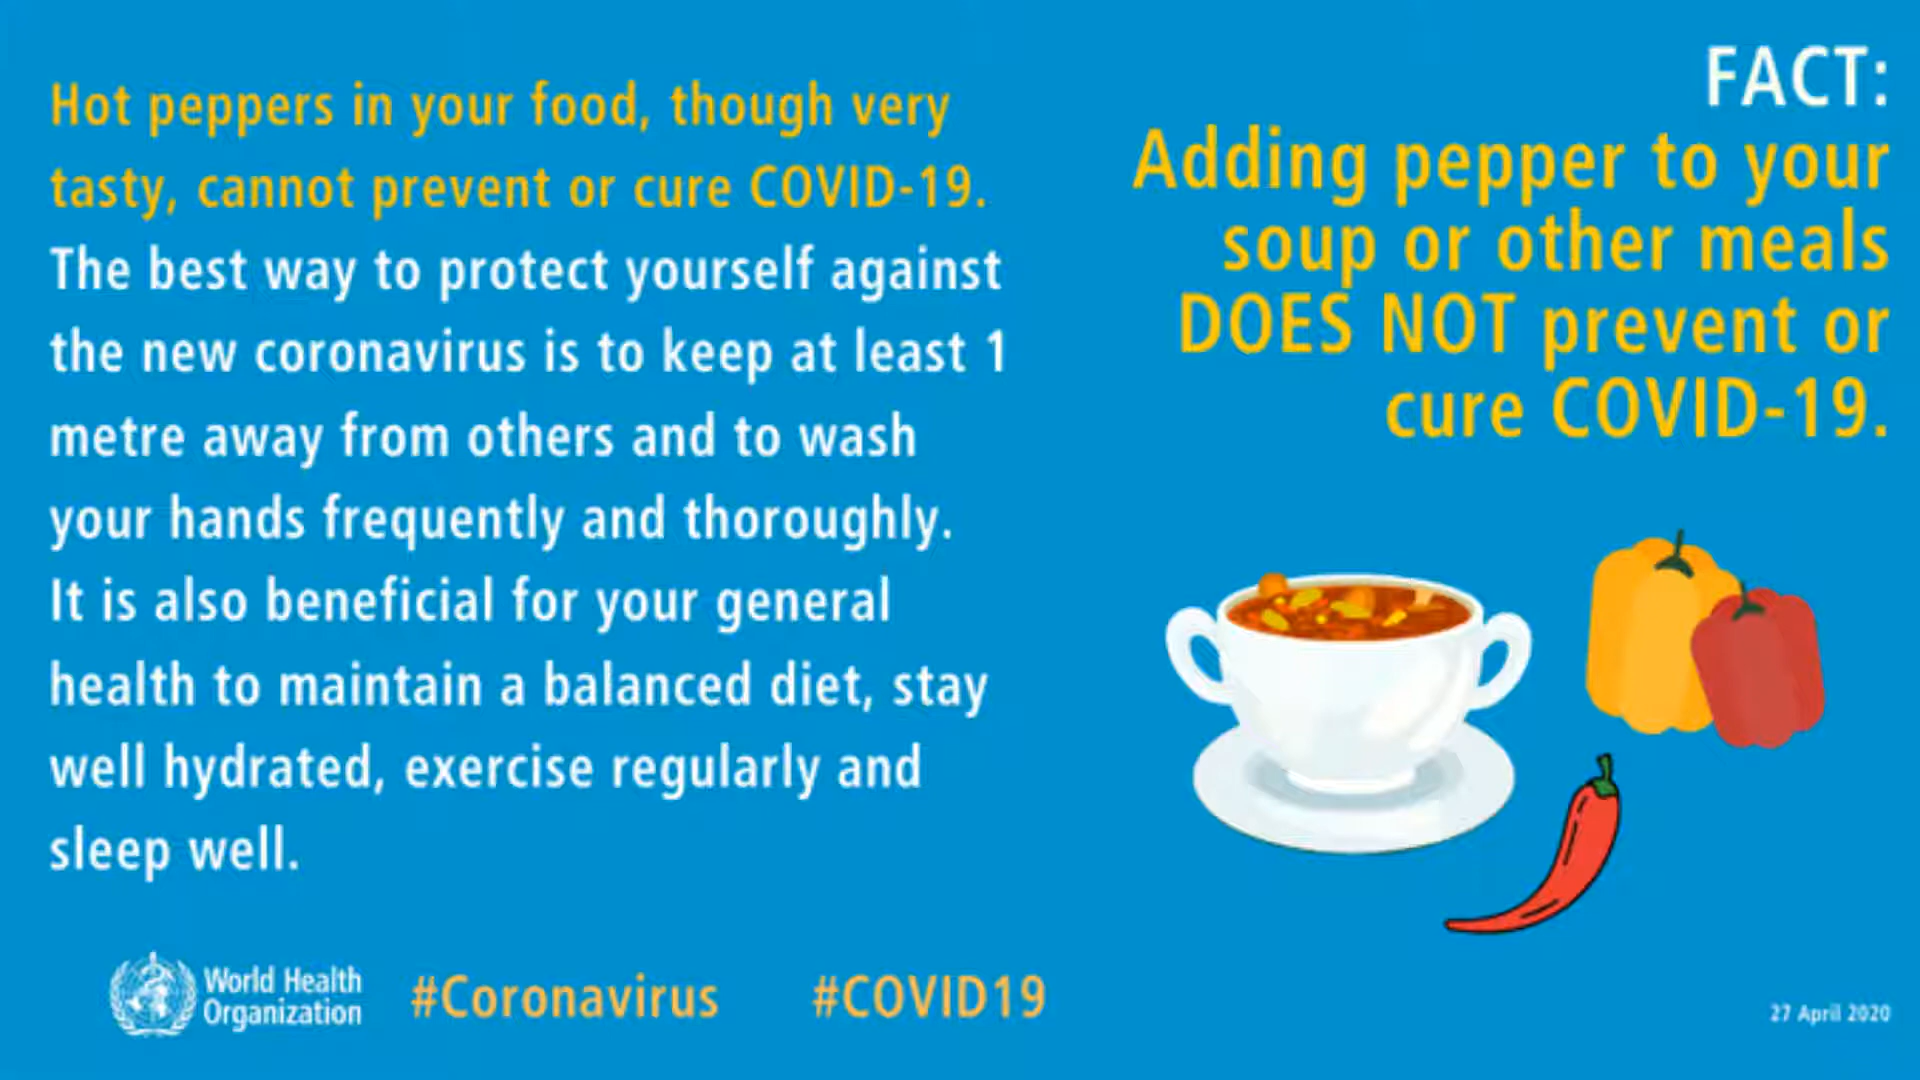 Hot peppers in your food, though very
tasty, cannot prevent or cure COVID-19.
The best way to protect yourself against
the new coronavirus is to keep at least 1
metre away from others and to wash
your hands frequently and thoroughly.
It is also beneficial for your general
health to maintain a balanced diet, stay
well hydrated, exercise regularly and
sleep well.
FACT:
Adding pepper to your
soup or other meals
DOES NOT prevent or
cure COVID-19.
World Health
Organization
#Coronavirus
#COVID19
27 April 2020